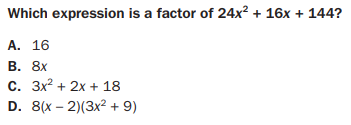 Which expression is a factor of 24x² + 16x + 144?
A. 16
B. 8x
C. 3x² + 2x + 18
D. 8(x – 2)(3x² + 9)